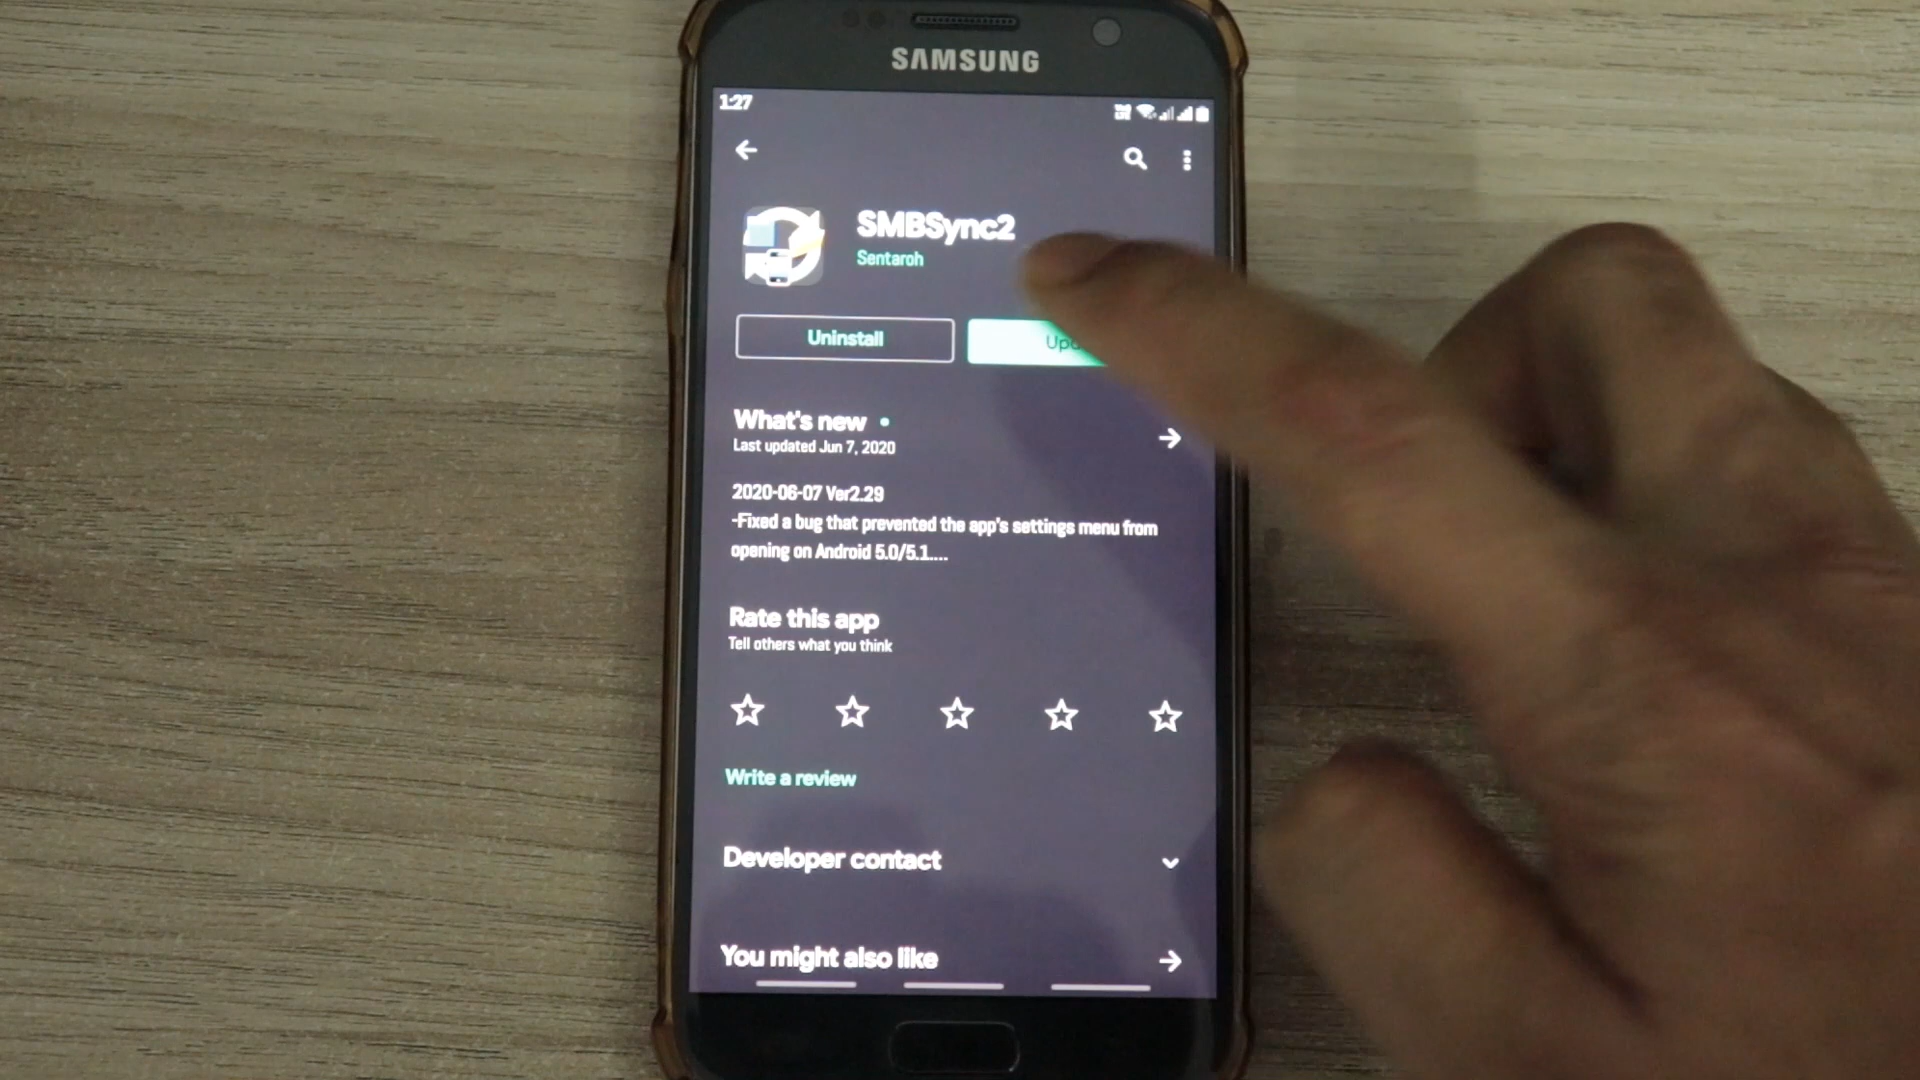 SAMSUNG
1:27
SMBSync2
Sentaroh
Uninstall
What's new
Last updated Jun 7, 2020
2020-06-07 Ver2.29
-Fixed a bug that prevented the app's settings menu from
opening on Android 5.0/5.1....
Rate this app
Tell others what you think
Write a review
Developer contact
You might also like